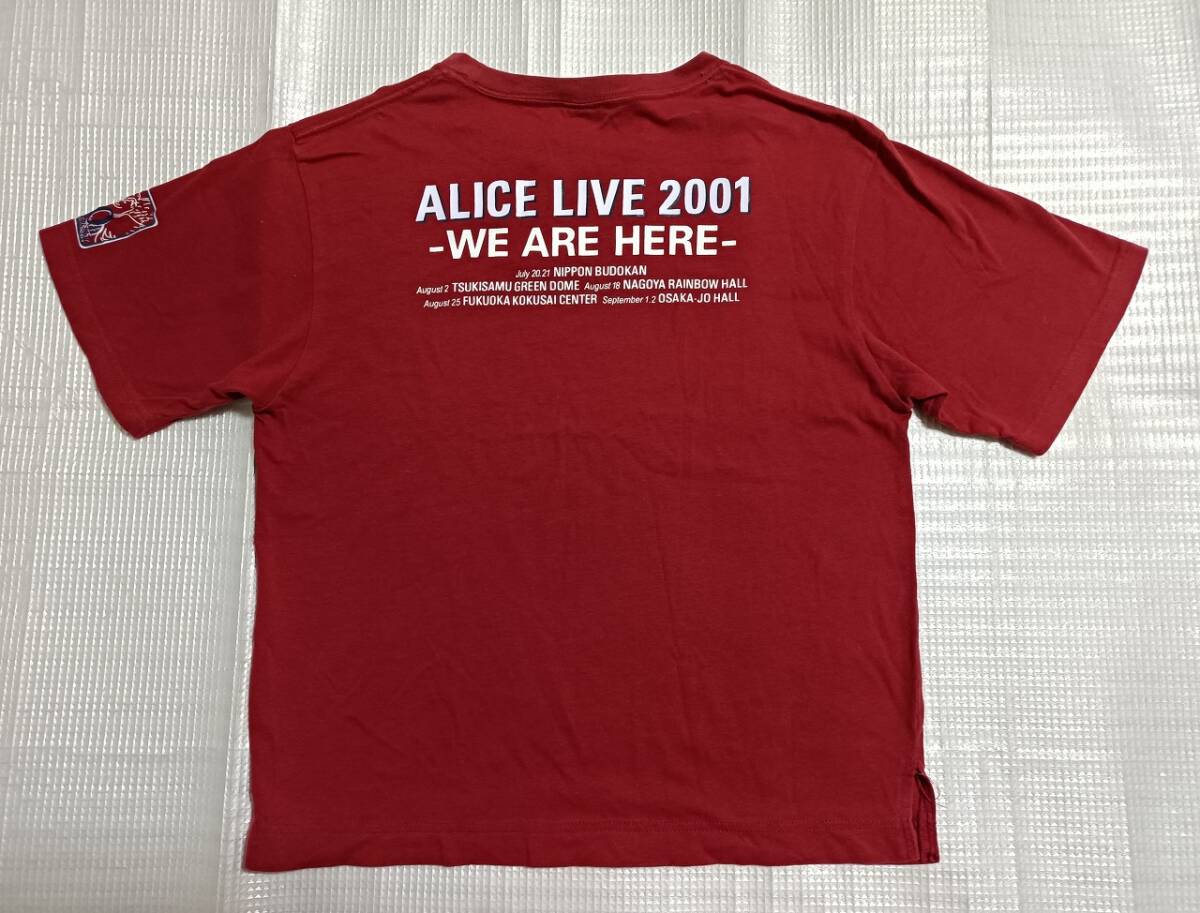 ALICE LIVE 2001
-WE ARE HERE-
July 20.21 NIPPON BUDOKAN
August 2 TSUKISAMU GREEN DOME August 18 NAGOYA RAINBOW HALL
August 25 FUKUOKA KOKUSAI CENTER September 1.2 OSAKA-JO HALL